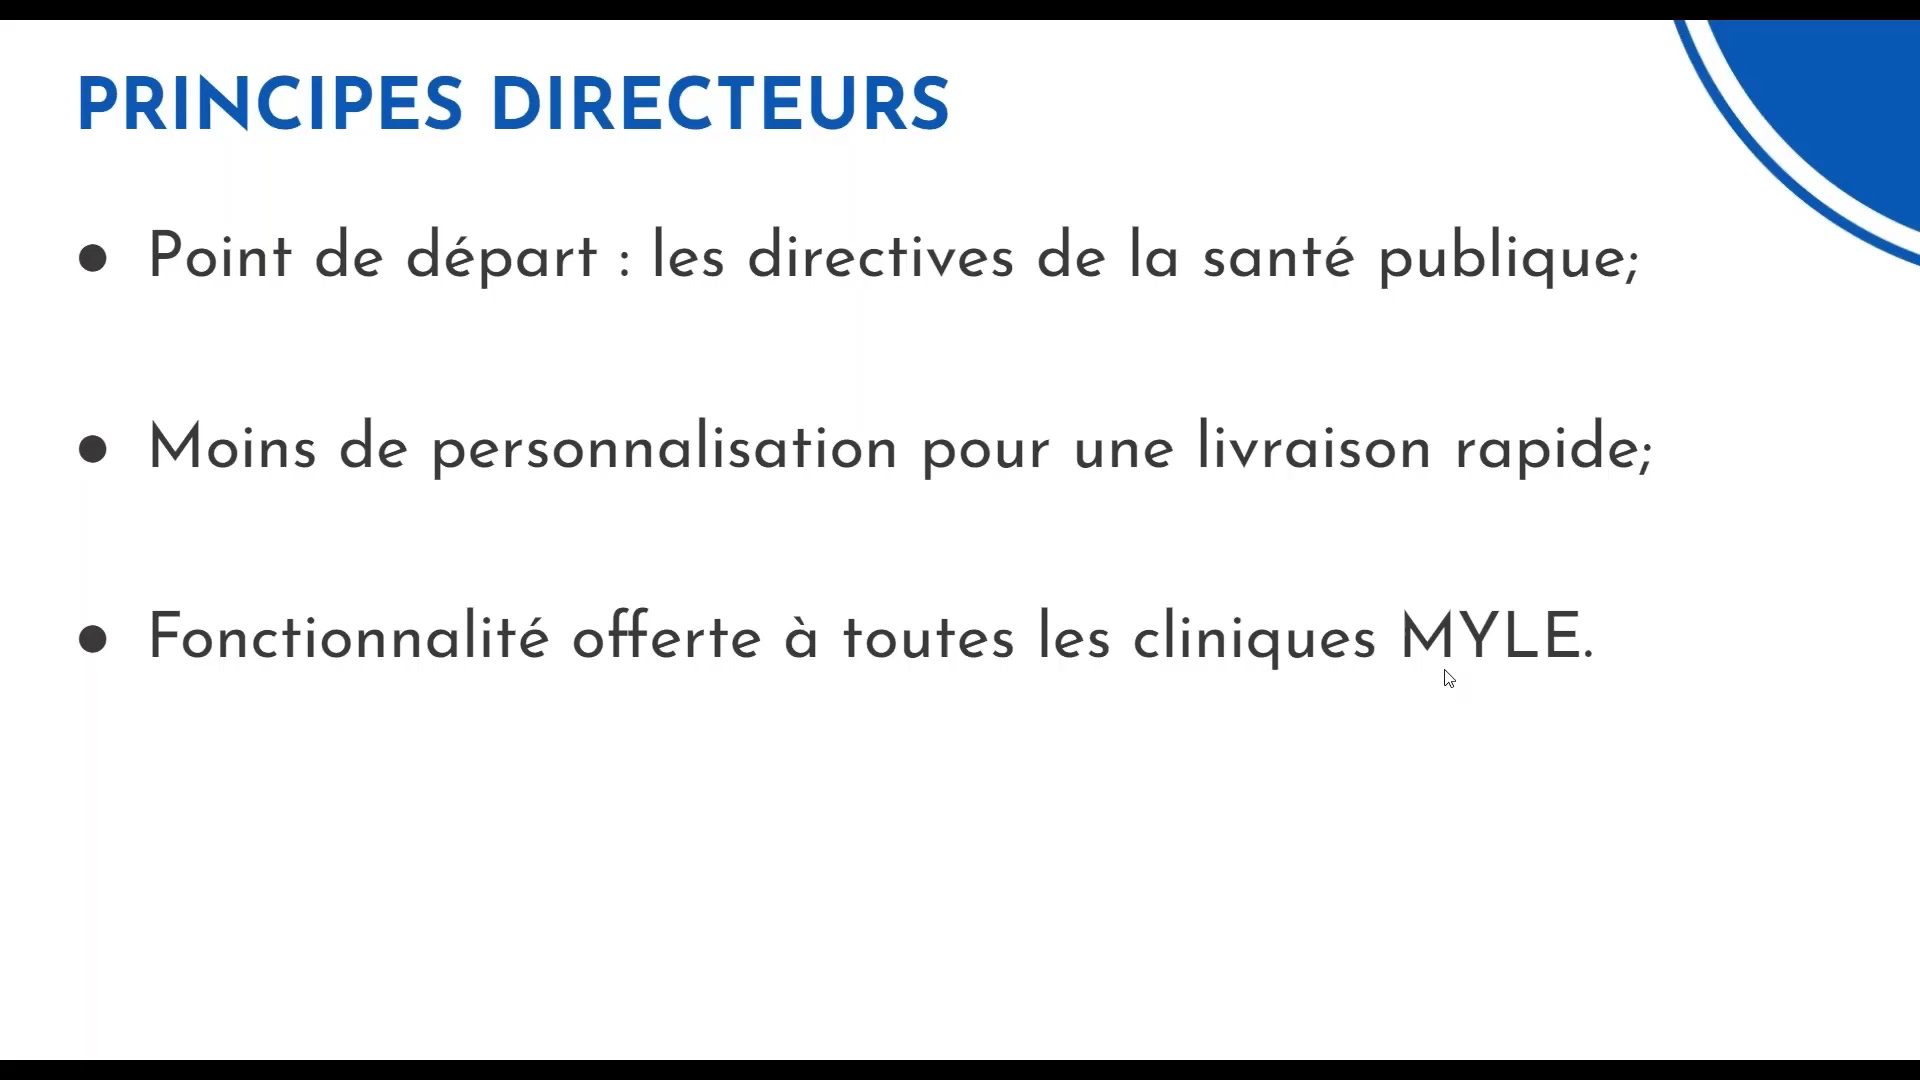 PRINCIPES DIRECTEURS
● Point de départ : les directives de la santé publique;
● Moins de personnalisation pour une livraison rapide;
● Fonctionnalité offerte à toutes les cliniques MYLE.